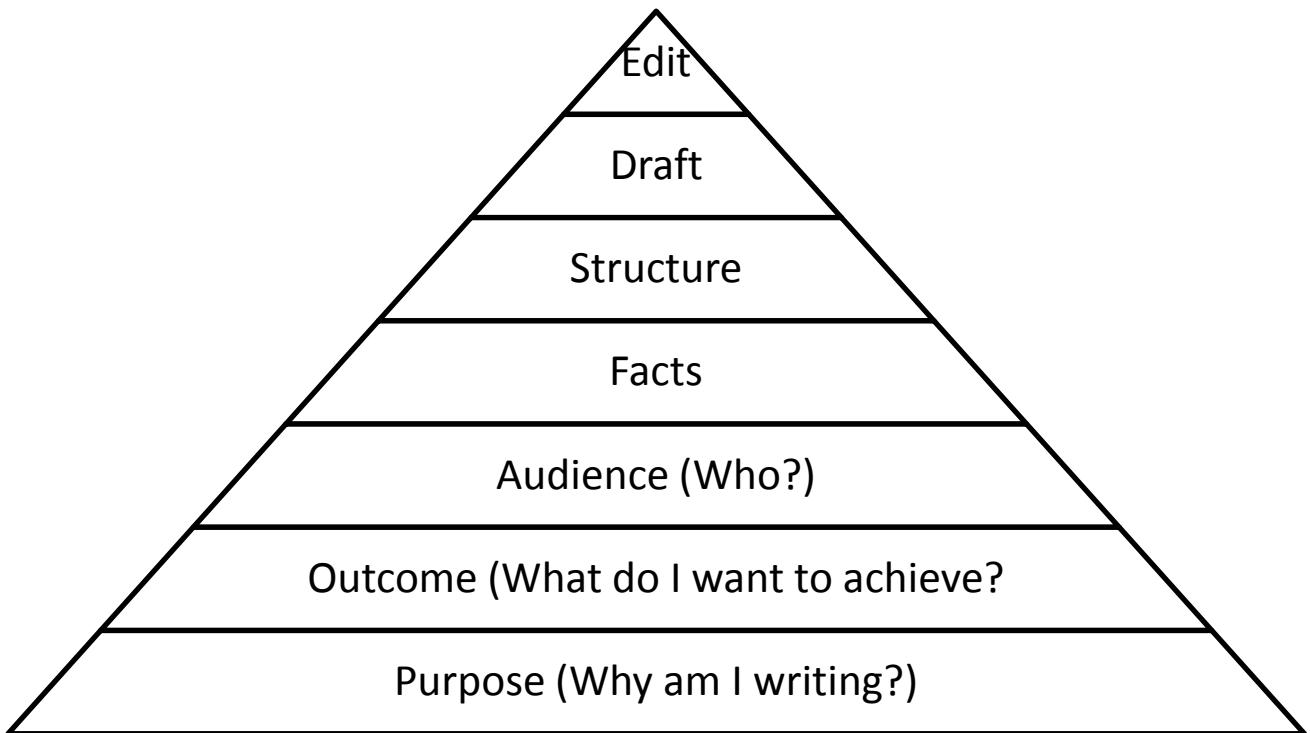 Edit
Draft
Structure
Facts
Audience (Who?)
Outcome (What do I want to achieve?
Purpose (Why am I writing?)